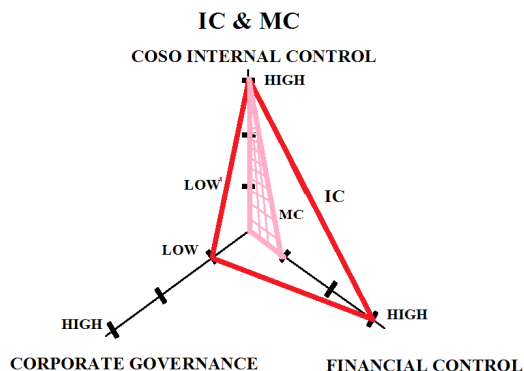 IC & MC
COSO INTERNAL CONTROL
HIGH
LOW
IC
MC
LOW
HIGH
HIGH
CORPORATE GOVERNANCE
FINANCIAL CONTROL